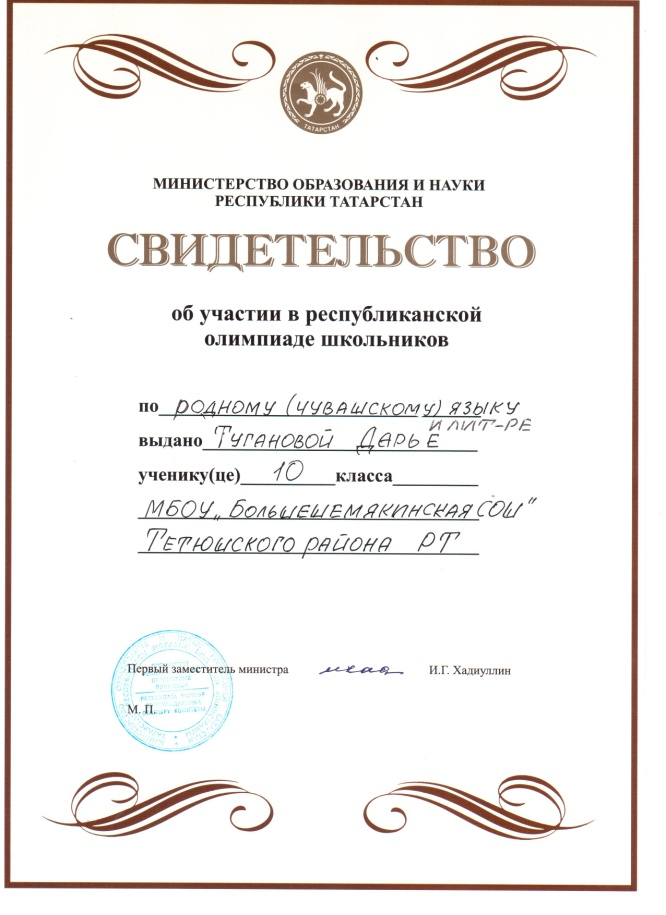 ТАТАРСТАН
МИНИСТЕРСТВО ОБРАЗОВАНИЯ И НАУКИ
РЕСПУБЛИКИ ТАТАРСТАН
СВИДЕТЕЛЬСТВО
об участии в республиканской
олимпиаде школьников
по родному (чувашскому) языку
и лит-ре
выдано Тугановой Дарье
ученику(це) 10 класса
МБОУ „Большешемякинская СОШ"
Тетюшского района РТ
Первый заместитель министра И.Г. Хадиуллин
М. П.